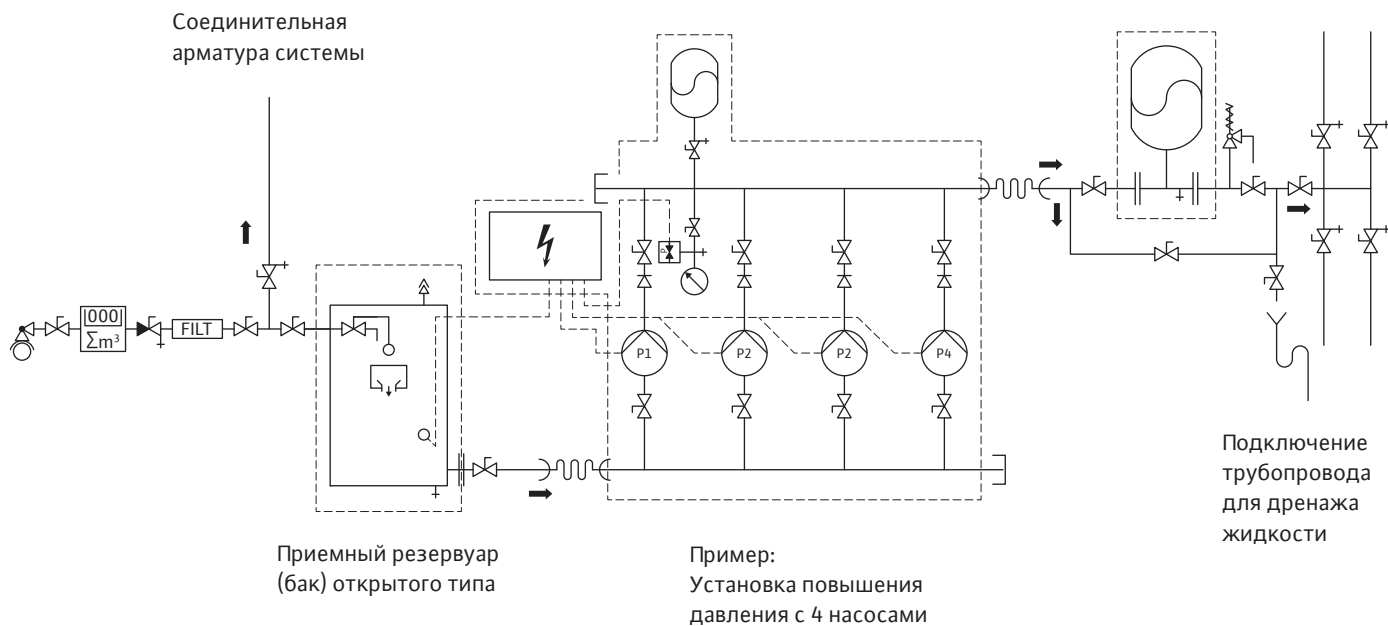 Соединительная
арматура системы
|000|
∑m³
FILT
P
P1
P2
P2
P4
Приемный резервуар
(бак) открытого типа
Пример:
Установка повышения
давления с 4 насосами
Подключение
трубопровода
для дренажа
жидкости